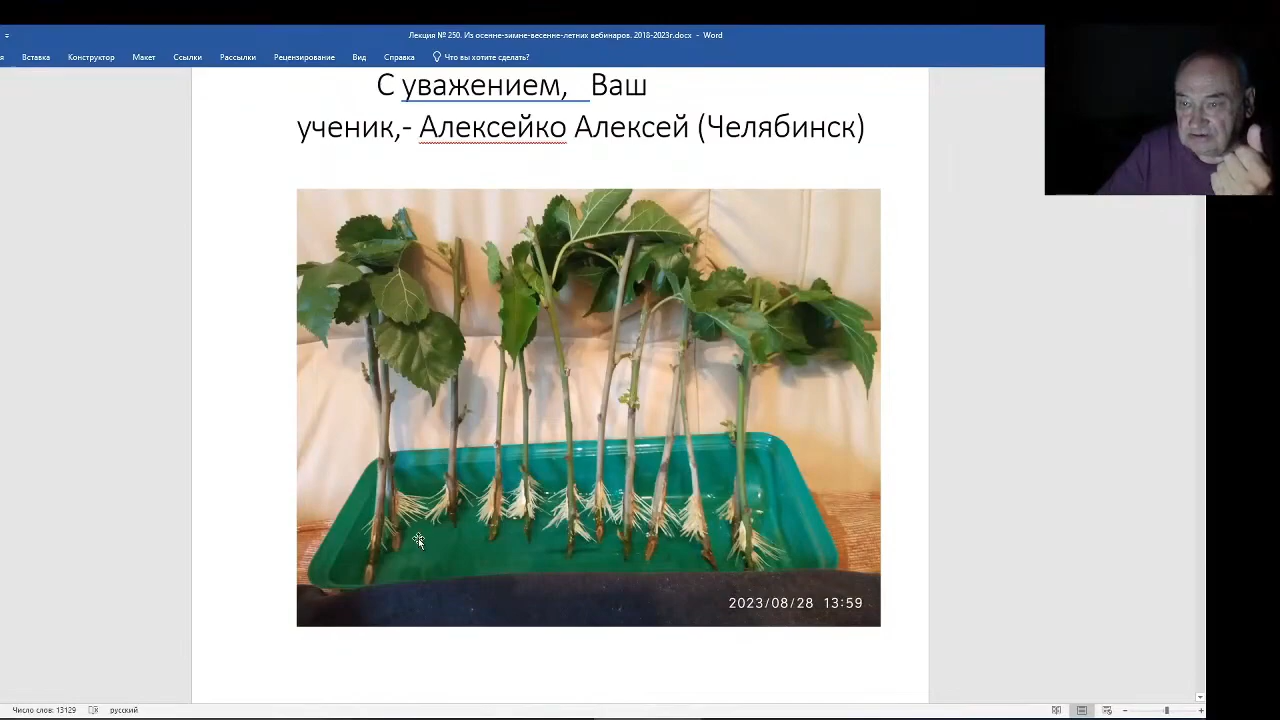 Лекция № 250. Из осенне-зимне-весенне-летних вебинаров. 2018-2023г.docx - Word
я Вставка Конструктор Макет Ссылки Рассылки Рецензирование Вид Справка Что вы хотите сделать?
С уважением, Ваш
ученик,- Алексейко Алексей (Челябинск)
2023/08/28 13:59
Число слов: 13129 русский